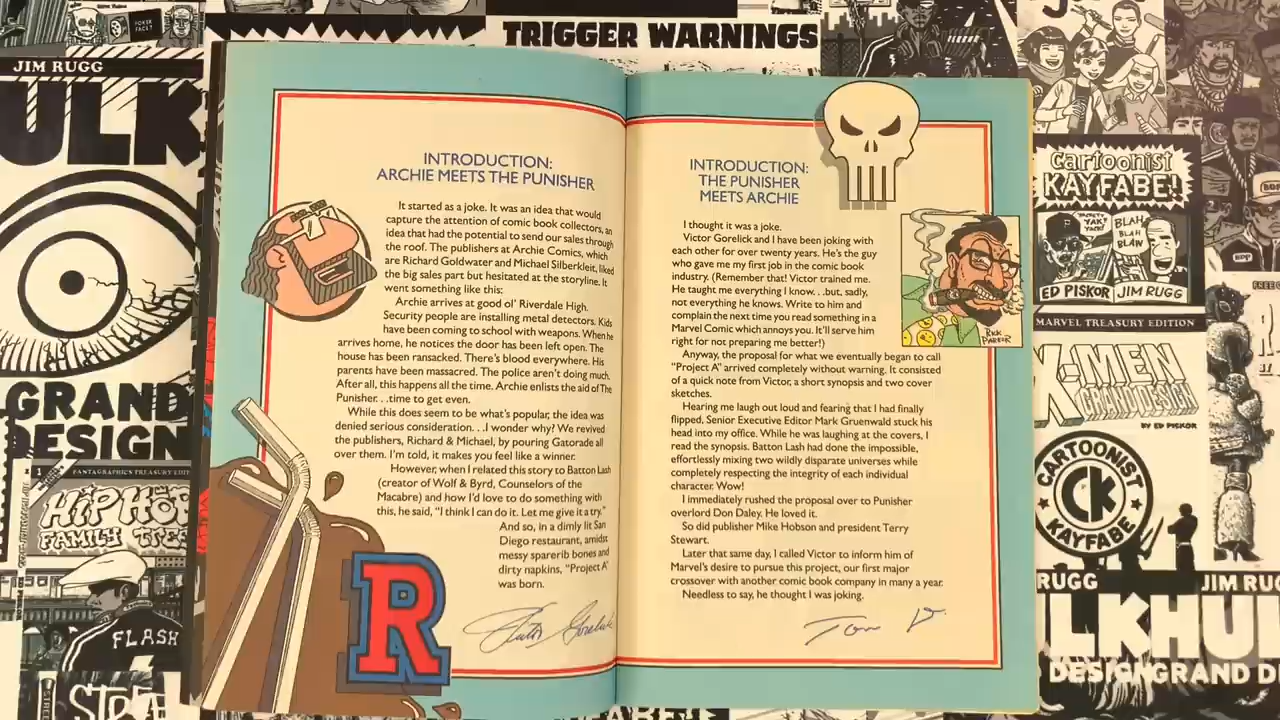 TRIGGER WARNINGS
JIM RUGG
ULK
GRAND
DESIGN
FANTAGRAPHICS TREASURY EDIT
HIP HOP
FAMILY TREE
FLASH
INTRODUCTION:
ARCHIE MEETS THE PUNISHER
It started as a joke. It was an idea that would
capture the attention of comic book collectors, an
idea that had the potential to send our sales through
the roof. The publishers at Archie Comics, which
are Richard Goldwater and Michael Silberkleit, liked
the big sales part but hesitated at the storyline. It
went something like this:
Archie arrives at good ol' Riverdale High.
Security people are installing metal detectors. Kids
have been coming to school with weapons. When he
arrives home, he notices the door has been left open. The
house has been ransacked. There's blood everywhere. His
parents have been massacred. The police aren't doing much.
After all, this happens all the time. Archie enlists the aid of The
Punisher. . .time to get even.
While this does seem to be what's popular, the idea was
denied serious consideration. . .I wonder why? We revived
the publishers, Richard & Michael, by pouring Gatorade all
over them. I'm told, it makes you feel like a winner.
However, when I related this story to Batton Lash
(creator of Wolf & Byrd, Counselors of the
Macabre) and how I'd love to do something with
this, he said, "I think I can do it. Let me give it a try."
And so, in a dimly lit San
Diego restaurant, amidst
messy sparerib bones and
dirty napkins, "Project A"
was born.
R
INTRODUCTION:
THE PUNISHER
MEETS ARCHIE
I thought it was a joke.
Victor Gorelick and I have been joking with
each other for over twenty years. He's the guy
who gave me my first job in the comic book
industry. (Remember that! Victor trained me.
He taught me everything I know. . .but, sadly,
not everything he knows. Write to him and
complain the next time you read something in a
Marvel Comic which annoys you. It'll serve him
right for not preparing me better!)
Anyway, the proposal for what we eventually began to call
"Project A" arrived completely without warning. It consisted
of a quick note from Victor, a short synopsis and two cover
sketches.
Hearing me laugh out loud and fearing that I had finally
flipped, Senior Executive Editor Mark Gruenwald stuck his
head into my office. While he was laughing at the covers, I
read the synopsis. Batton Lash had done the impossible,
effortlessly mixing two wildly disparate universes while
completely respecting the integrity of each individual
character. Wow!
I immediately rushed the proposal over to Punisher
overlord Don Daley. He loved it.
So did publisher Mike Hobson and president Terry
Stewart.
Later that same day, I called Victor to inform him of
Marvel's desire to pursue this project, our first major
crossover with another comic book company in many a year.
Needless to say, he thought I was joking.
Tom D
RICK
PARKER
CARTOONIST
KAYFABE!
YAKETY
YAK!
YACK!
BLAH
BLAH
BLAW
ED PISKOR
JIM RUGG
MARVEL TREASURY EDITION
X-MEN
GRAND DESIGN
BY ED PISKOR
CARTOONIST
CK
KAYFABE
RUGG
JIM RUG
LKHUL
DESIGN
GRAND D